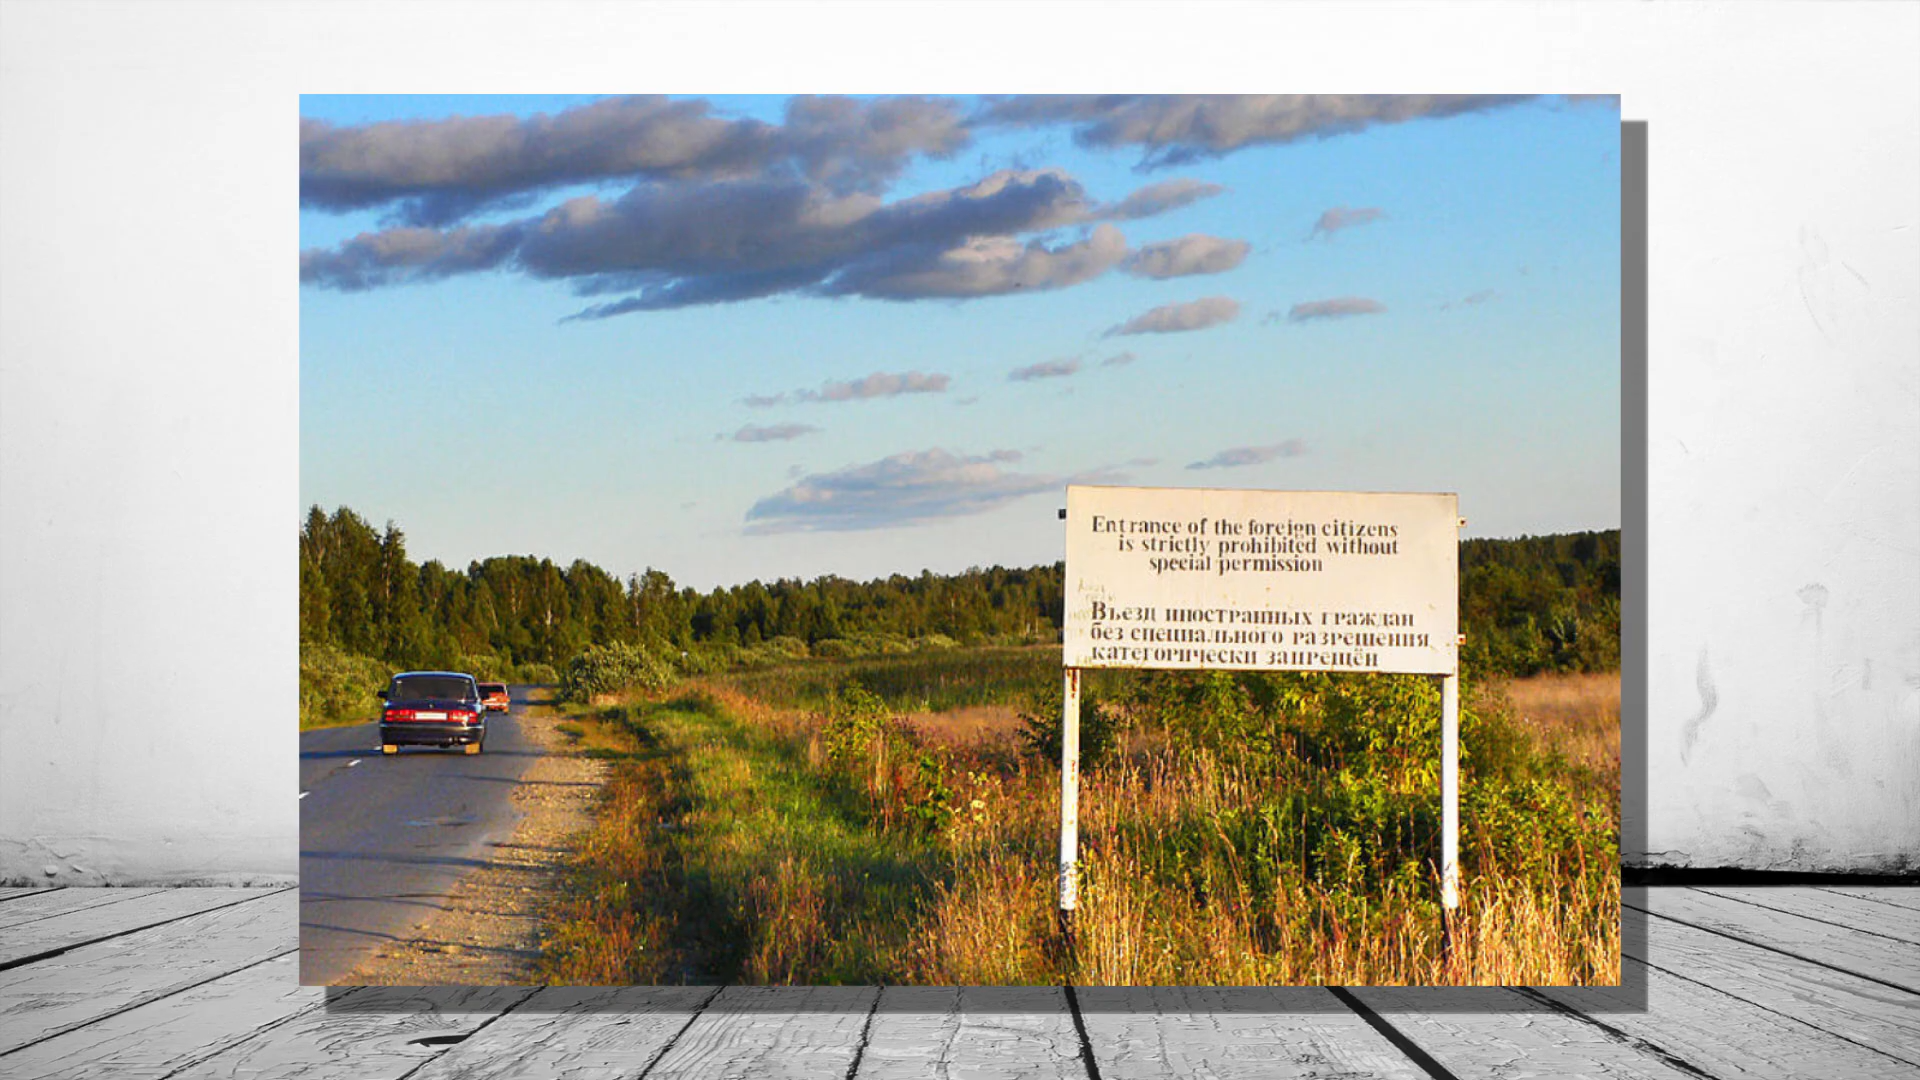 Entrance of the foreign citizens
is strictly prohibited without
special permission
Въезд иностранных граждан
без специального разрешения
категорически запрещён